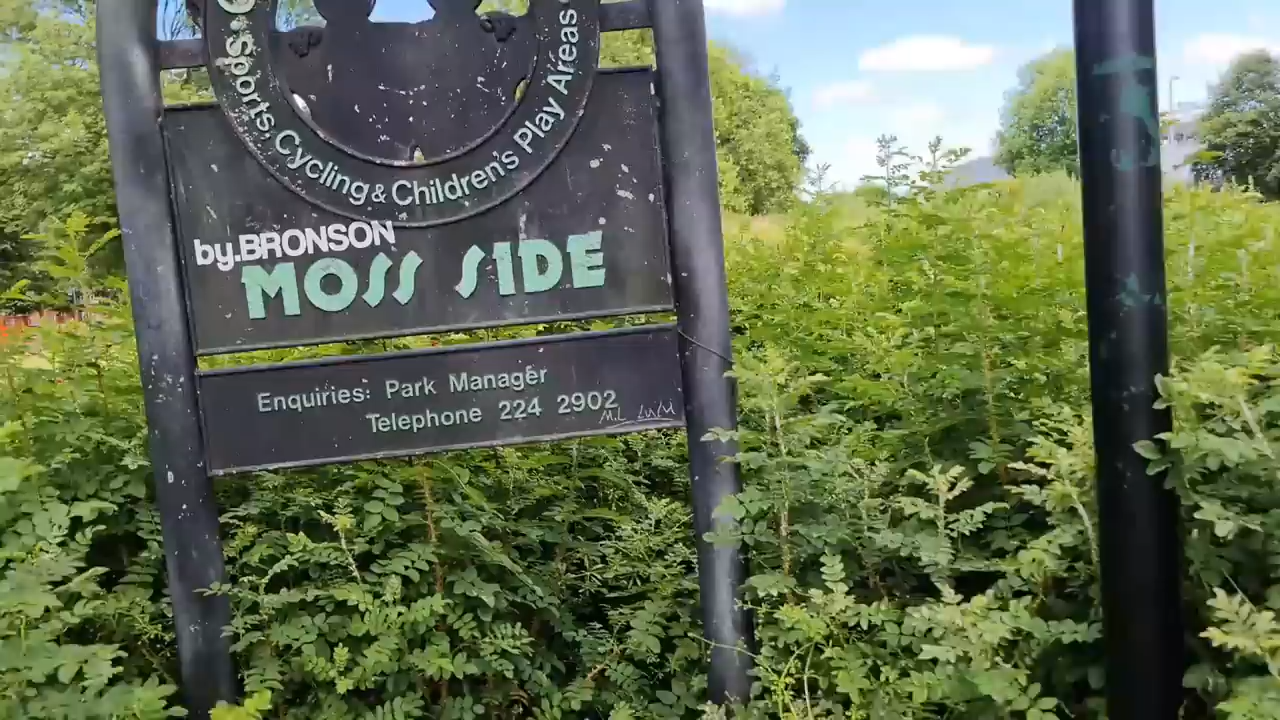 Sports, Cycling & Children's Play Areas
by.BRONSON
MOSS SIDE
Enquiries: Park Manager
Telephone 224 2902